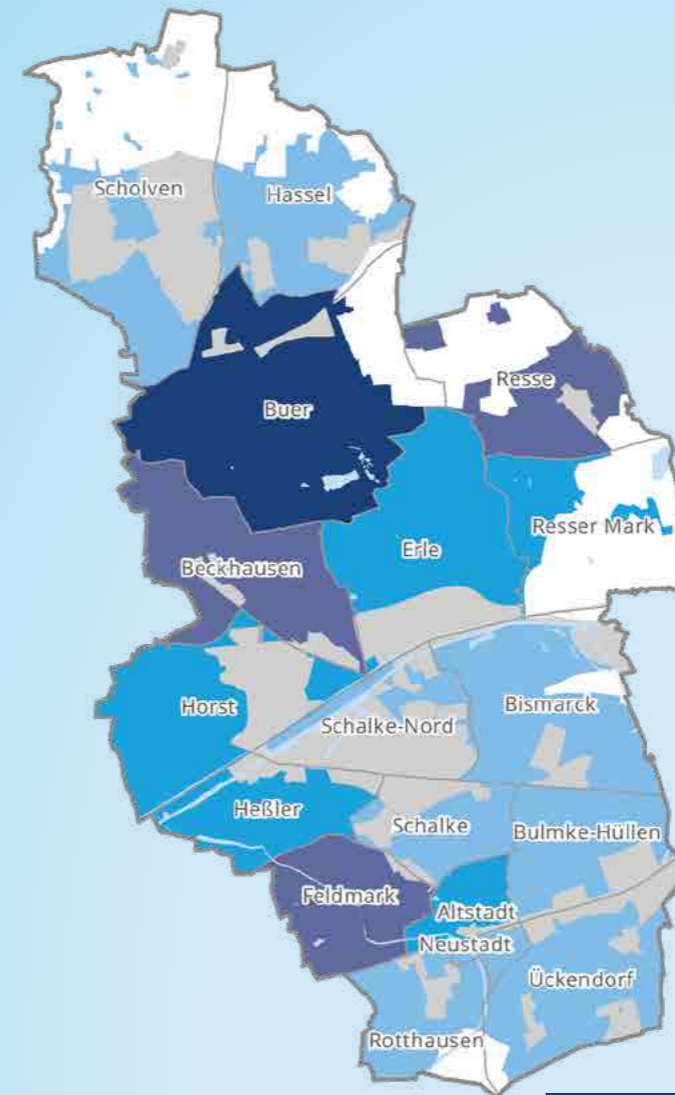 Scholven
Hassel
Resse
Buer
Resser Mark
Erle
Beckhausen
Horst
Bismarck
Schalke-Nord
Heßler
Schalke
Bulmke-Hüllen
Feldmark
Altstadt
Neustadt
Ückendorf
Rotthausen